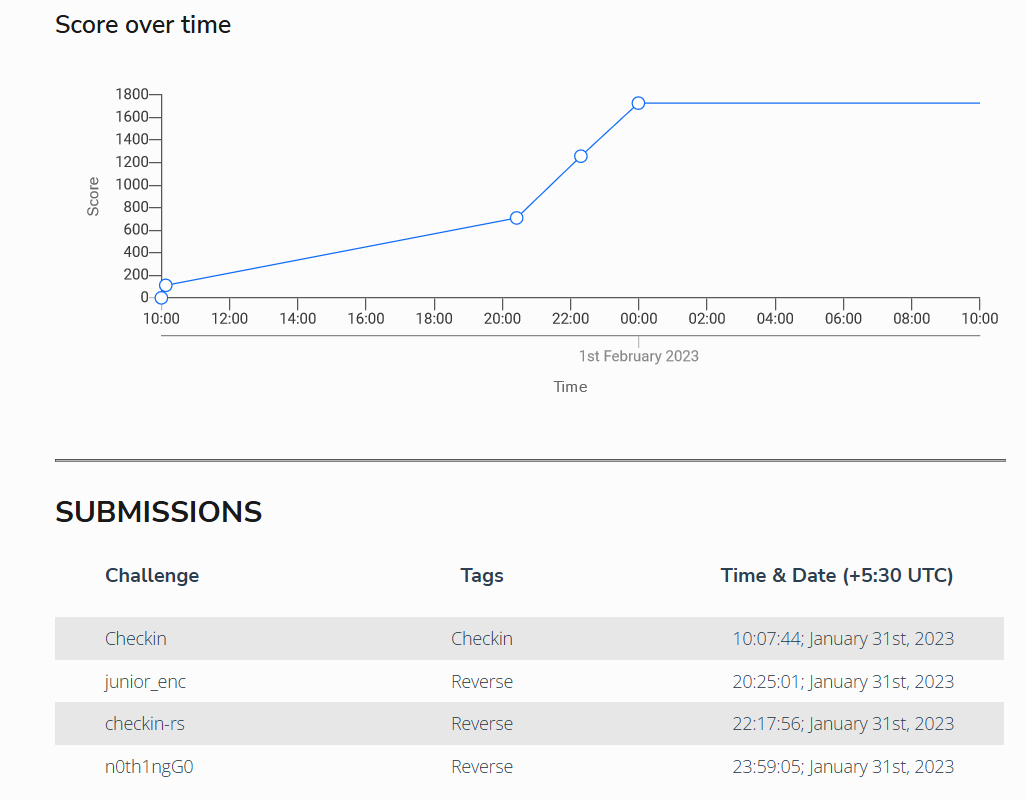 Score over time
1800
1600
1400
1200
1000
800
600
400
200
0
Score
10:00 12:00 14:00 16:00 18:00 20:00 22:00 00:00 02:00 04:00 06:00 08:00 10:00
1st February 2023
Time
SUBMISSIONS
Challenge Tags Time & Date (+5:30 UTC)
Checkin Checkin 10:07:44; January 31st, 2023
junior_enc Reverse 20:25:01; January 31st, 2023
checkin-rs Reverse 22:17:56; January 31st, 2023
n0th1ngG0 Reverse 23:59:05; January 31st, 2023